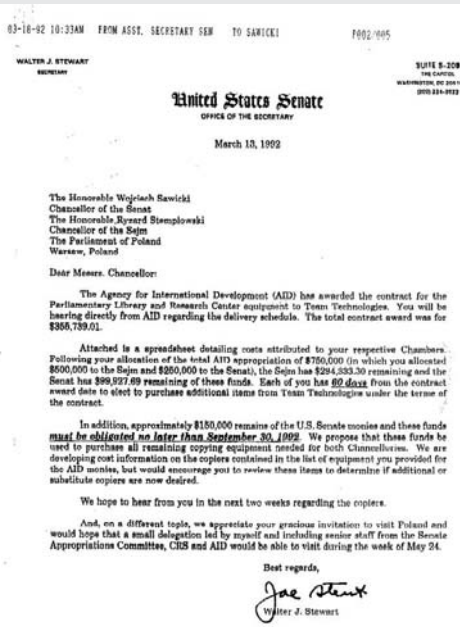 03-18-92 10:33AM FROM ASST. SECRETARY SEN TO SAWICKI P002/005
WALTER J. STEWART
SECRETARY
SUITE S-208
THE CAPITOL
WASHINGTON, DC
United States Senate
OFFICE OF THE SECRETARY
March 13, 1992
The Honorable Wojciech Sawicki
Chancellor of the Senat
The Honorable Ryzard Stemplowski
Chancellor of the Sejm
The Parliament of Poland
Warsaw, Poland
Dear Messrs. Chancellor:
The Agency for International Development (AID) has awarded the contract for the
Parliamentary Library and Research Center equipment to Team Technologies. You will be
hearing directly from AID regarding the delivery schedule. The total contract award was for
Attached is a spreadsheet detailing costs attributed to your respective Chambers.
Following your allocation of the total AID appropriation of $750,000 (in which you allocated
$500,000 to the Sejm and $250,000 to the Senat), the Sejm has $294,333.30 remaining and the
Senat has $99,927.69 remaining of these funds. Each of you has 60 days from the contract
award date to elect to purchase additional items from Team Technologies under the terms of
the contract.
In addition, approximately $150,000 remains of the U.S. Senate monies and these funds
must be obligated no later than September 30, 1992. We propose that these funds be
used to purchase all remaining copying equipment needed for both Chancelleries. We are
developing cost information on the copiers contained in the list of equipment you provided for
the AID monies, but would encourage you to review these items to determine if additional or
substitute copiers are now desired.
We hope to hear from you in the next two weeks regarding the copiers.
And, on a different topic, we appreciate your gracious invitation to visit Poland and
would hope that a small delegation led by myself and including senior staff from the Senate
Appropriations Committee, CRS and AID would be able to visit during the week of May 24.
Best regards,
Joe Stewart
Walter J. Stewart